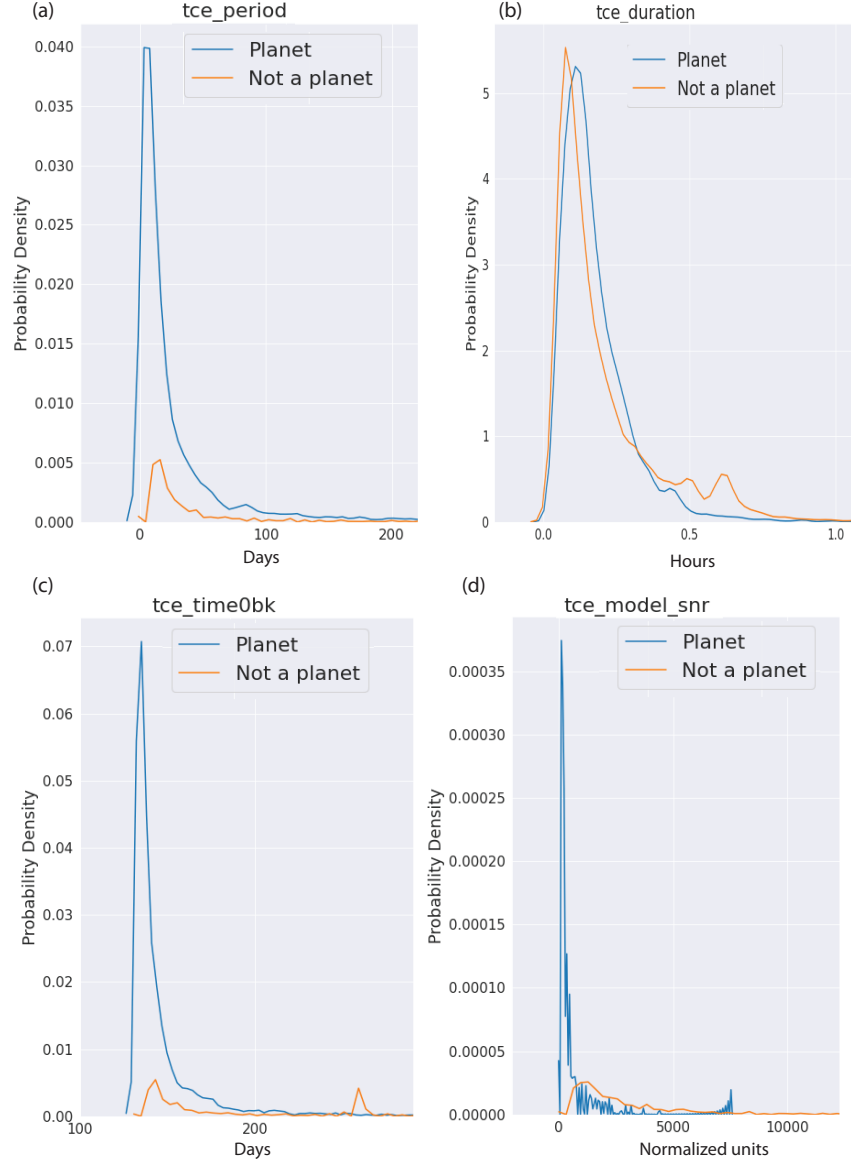 (a)
tce_period
Planet
Not a planet
0.040
0.035
0.030
0.025
0.020
0.015
0.010
0.005
0.000
Probability Density
0
100
200
Days
(b)
tce_duration
Planet
Not a planet
5
4
3
2
1
0
Probability Density
0.0
0.5
1.0
Hours
(c)
tce_time0bk
Planet
Not a planet
0.07
0.06
0.05
0.04
0.03
0.02
0.01
0.00
Probability Density
100
200
Days
(d)
tce_model_snr
Planet
Not a planet
0.00035
0.00030
0.00025
0.00020
0.00015
0.00010
0.00005
0.00000
Probability Density
0
5000
10000
Normalized units